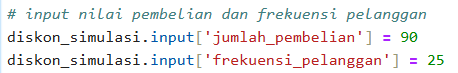 # input nilai pembelian dan frekuensi pelanggan
diskon_simulasi.input['jumlah_pembelian'] = 90
diskon_simulasi.input['frekuensi_pelanggan'] = 25